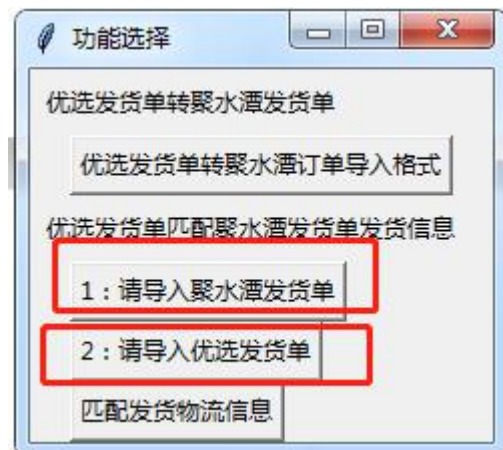 功能选择
优选发货单转聚水潭发货单
优选发货单转聚水潭订单导入格式
优选发货单匹配聚水潭发货单发货信息
1：请导入聚水潭发货单
2：请导入优选发货单
匹配发货物流信息